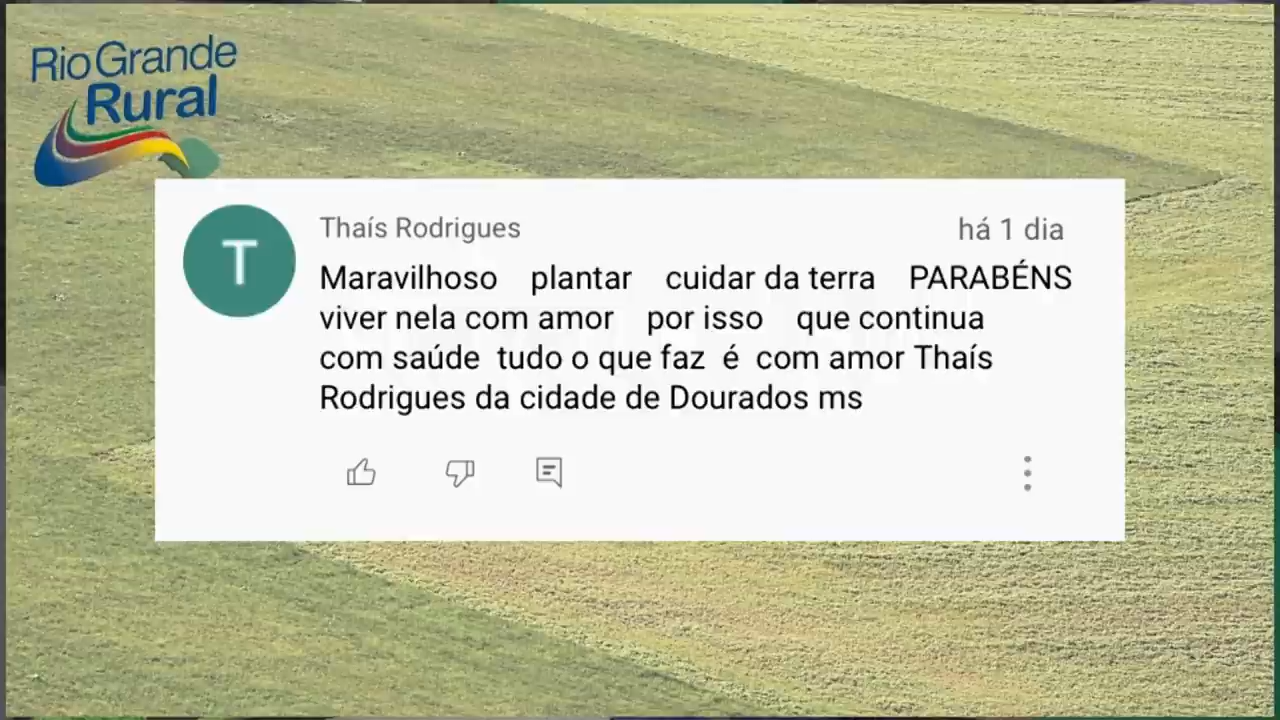 Rio Grande
Rural
T
Thaís Rodrigues
há 1 dia
Maravilhoso plantar cuidar da terra PARABÉNS
viver nela com amor por isso que continua
com saúde tudo o que faz é com amor Thaís
Rodrigues da cidade de Dourados ms